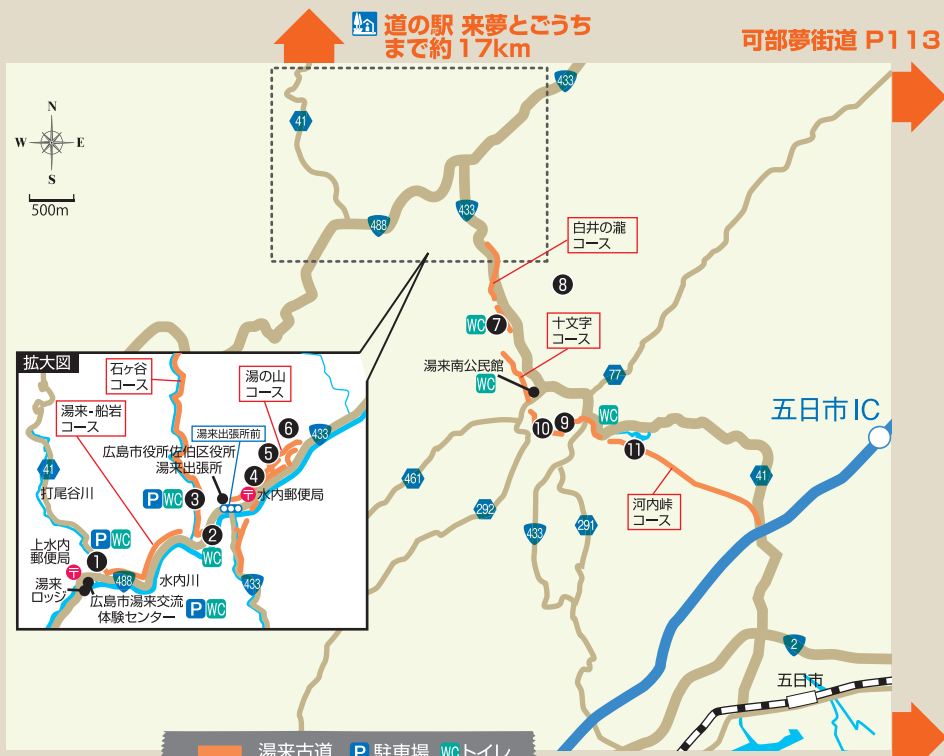 道の駅 来夢とごうち
まで約17km
可部夢街道 P113
N
W
E
S
500m
41
433
488
433
白井の瀧
コース
8
WC
7
十文字
コース
湯来南公民館
WC
77
五日市IC
10
9
WC
11
461
292
433
291
河内峠
コース
41
2
五日市
拡大図
石ヶ谷
コース
湯の山
コース
湯来-船岩
コース
湯来出張所前
6
433
広島市役所佐伯区役所
湯来出張所
5
4
41
打尾谷川
P
WC
3
水内郵便局
2
WC
上水内
郵便局
P
WC
1
湯来
ロッジ
488
水内川
433
広島市湯来交流
体験センター
P
WC
湯来古道
P
駐車場
WC
トイレ